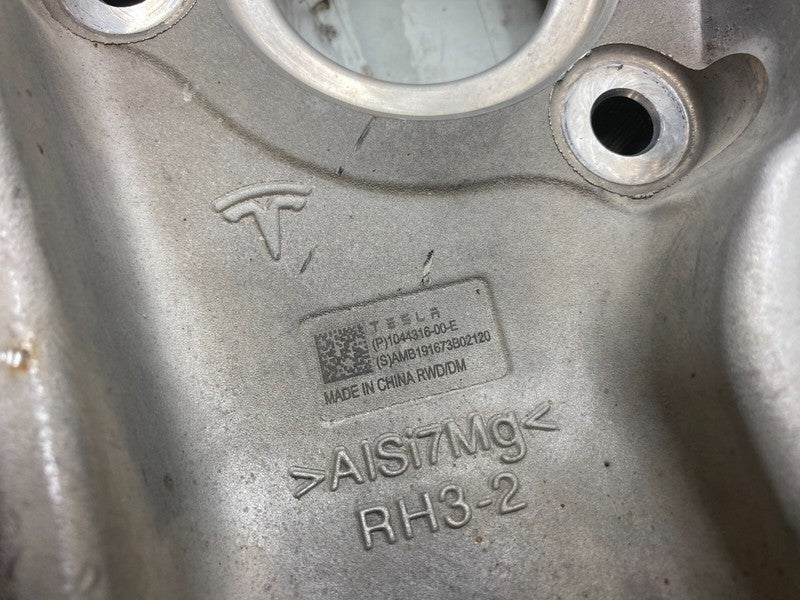 TESLA
(P)1044316-00-E
(S)AMB191673B02120
MADE IN CHINA RWD/DM
>AlSi7Mg<
RH3-2